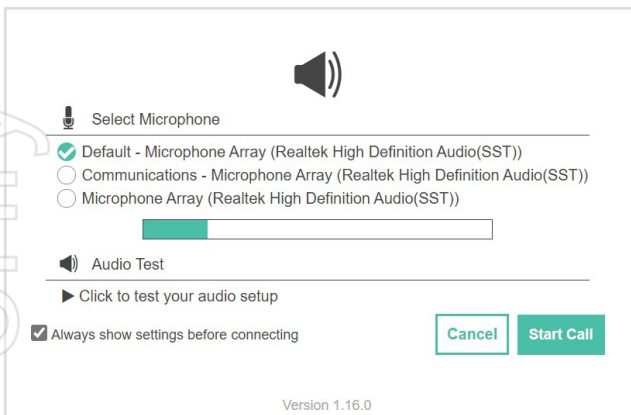 Select Microphone
Default - Microphone Array (Realtek High Definition Audio(SST))
Communications - Microphone Array (Realtek High Definition Audio(SST))
Microphone Array (Realtek High Definition Audio(SST))
Audio Test
Click to test your audio setup
Always show settings before connecting
Cancel
Start Call
Version 1.16.0